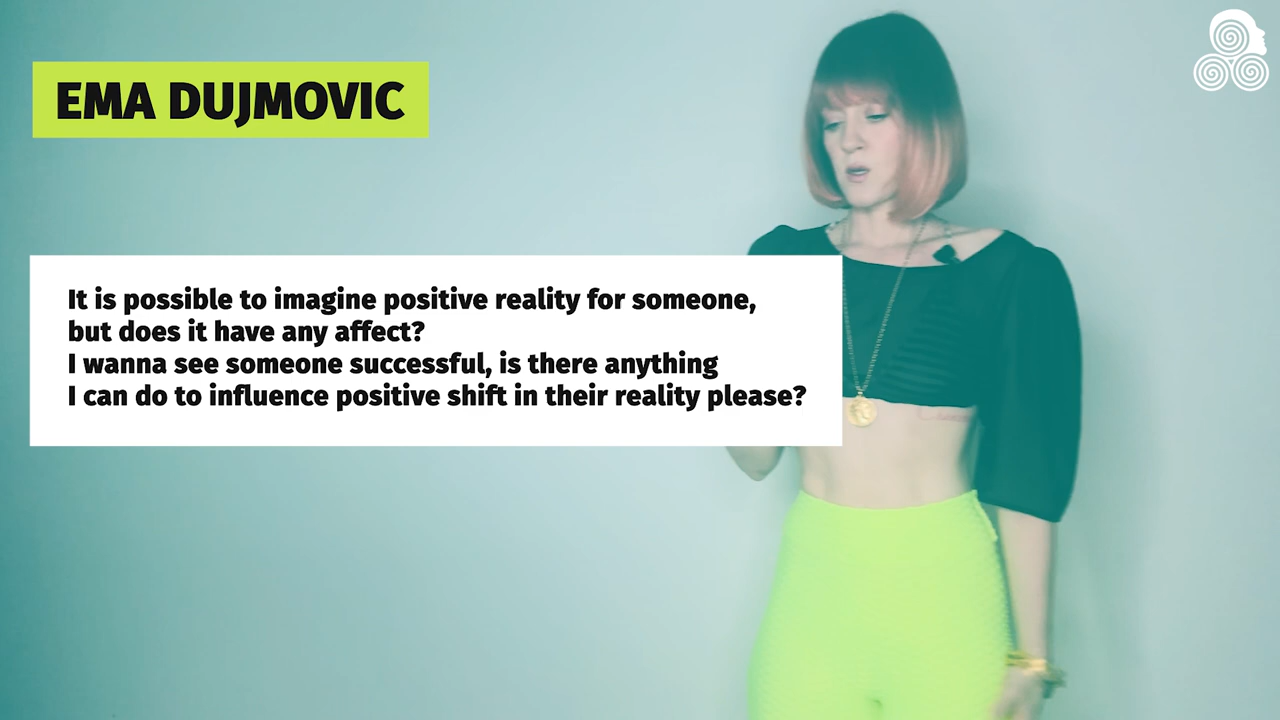 EMA DUJMOVIC
It is possible to imagine positive reality for someone,
but does it have any affect?
I wanna see someone successful, is there anything
I can do to influence positive shift in their reality please?